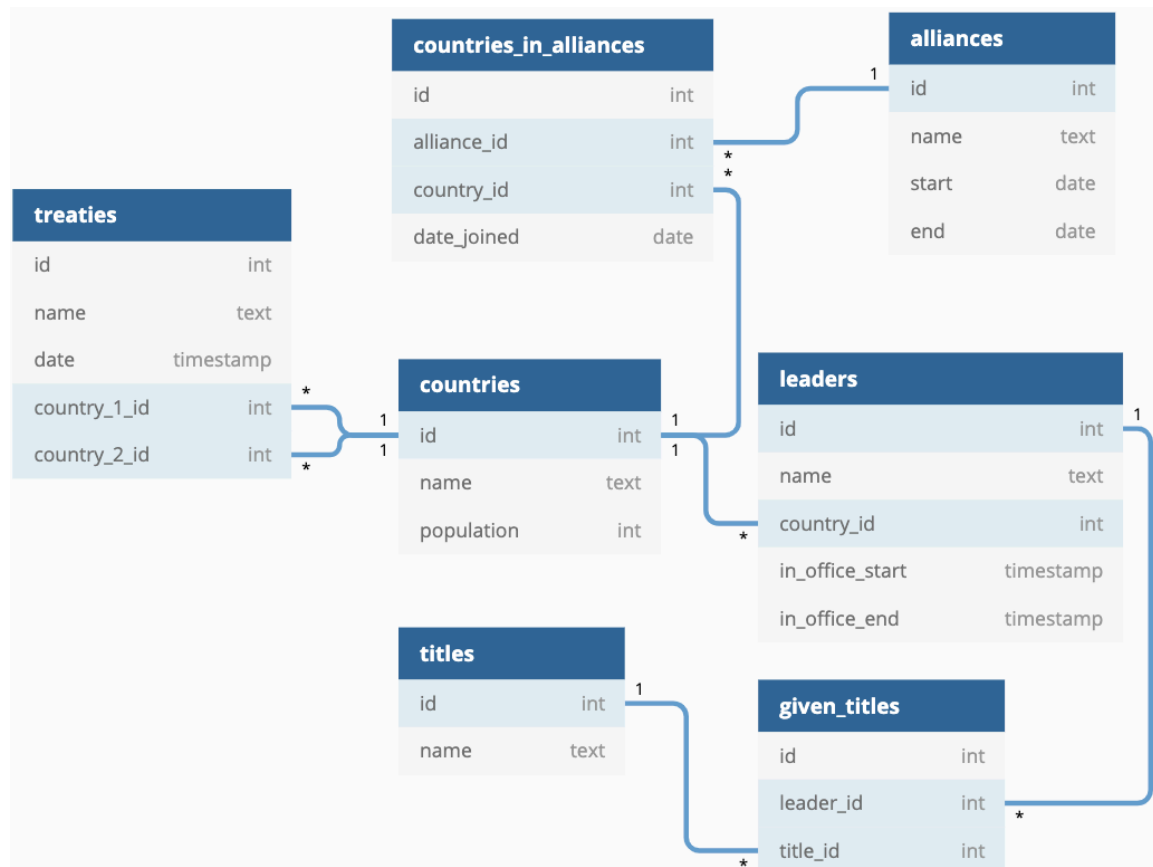 countries_in_alliances
id int
alliance_id int
country_id int
date_joined date
alliances
id int
name text
start date
end date
treaties
id int
name text
date timestamp
country_1_id int
country_2_id int
countries
id int
name text
population int
leaders
id int
name text
country_id int
in_office_start timestamp
in_office_end timestamp
titles
id int
name text
given_titles
id int
leader_id int
title_id int
1
*
*
*
*
1
1
1
1
*
1
1
*
*